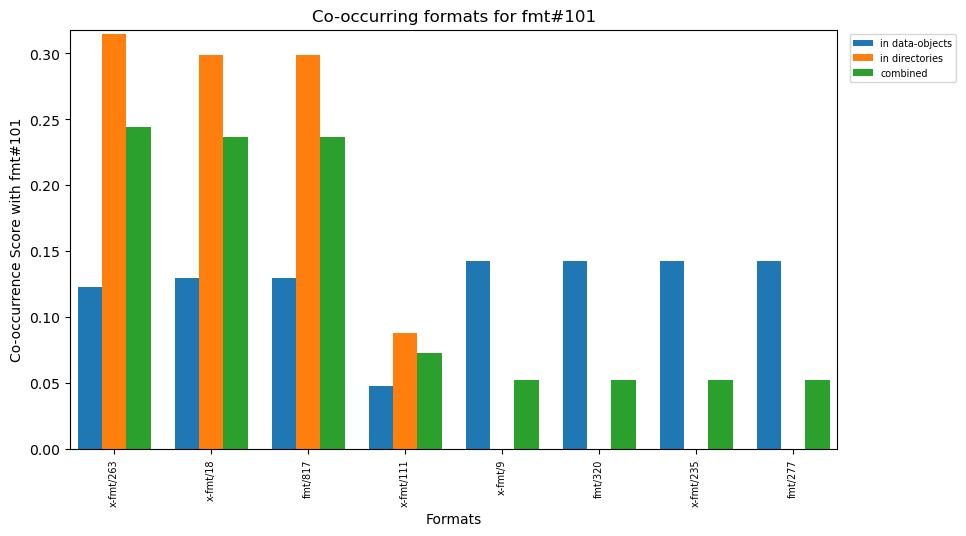 Co-occurring formats for fmt#101
in data-objects
in directories
combined
Co-occurrence Score with fmt#101
0.30
0.25
0.20
0.15
0.10
0.05
0.00
x-fmt/263
x-fmt/18
fmt/817
x-fmt/111
x-fmt/9
fmt/320
x-fmt/235
fmt/277
Formats